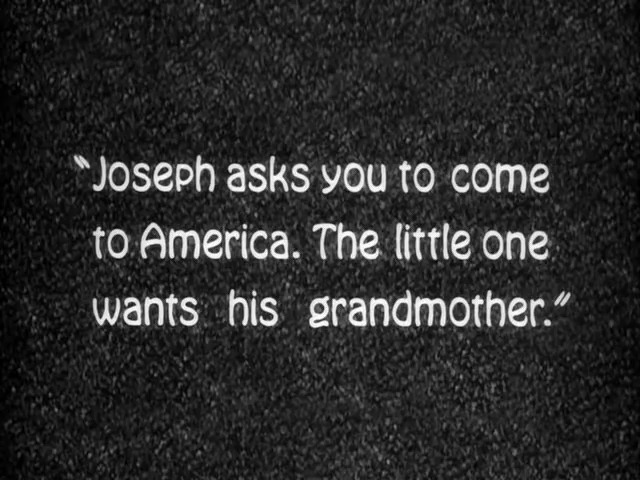 "Joseph asks you to come
to America. The little one
wants his grandmother."